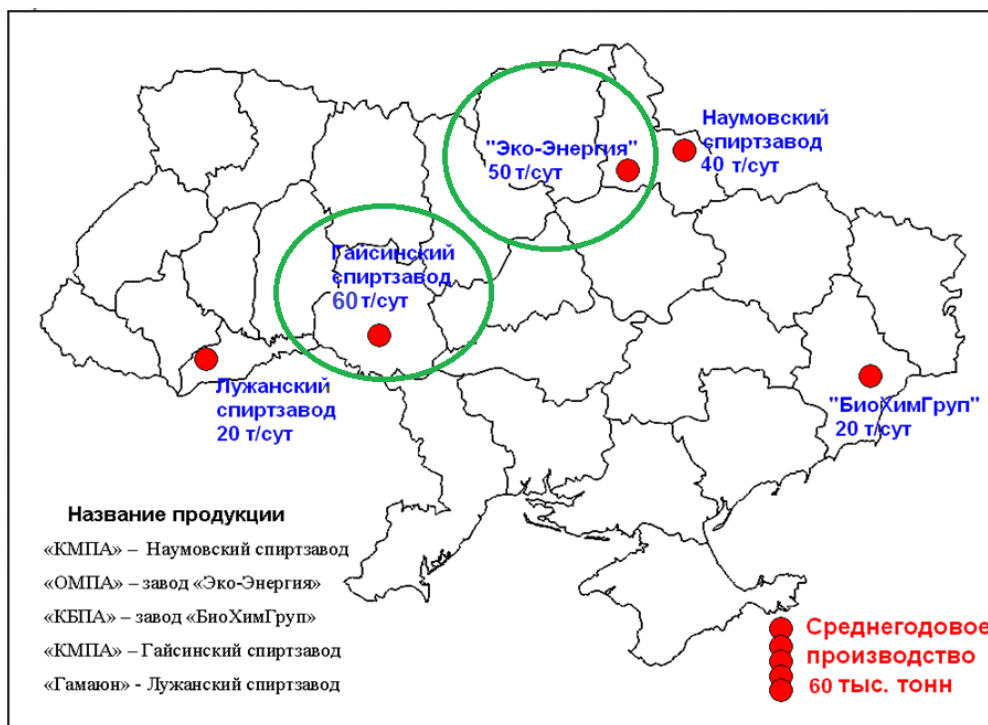 "Эко-Энергия"
50 т/сут
Наумовский
спиртзавод
40 т/сут
Гайсинский
спиртзавод
60 т/сут
Лужанский
спиртзавод
20 т/сут
"БиоХимГруп"
20 т/сут
Название продукции
«КМПА» – Наумовский спиртзавод
«ОМПА» – завод «Эко-Энергия»
«КБПА» – завод «БиоХимГруп»
«КМПА» – Гайсинский спиртзавод
«Гамаюн» - Лужанский спиртзавод
Среднегодовое
производство
60 тыс. тонн